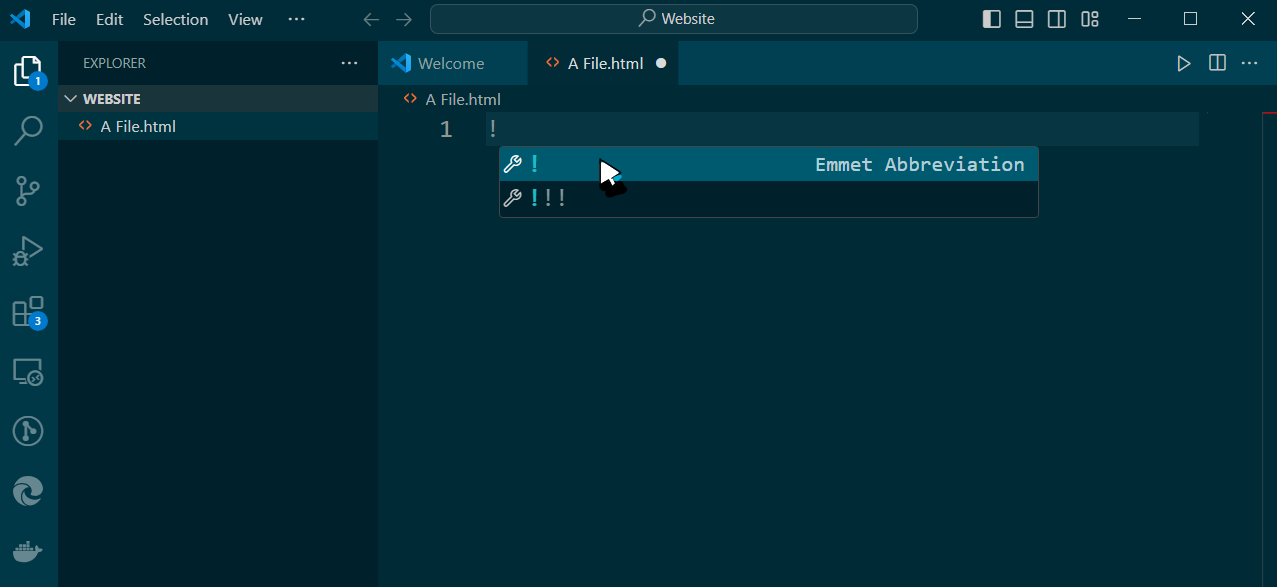 File Edit Selection View ··· Website
EXPLORER ···
Welcome A File.html ···
1
WEBSITE
A File.html
A File.html
1 !
! Emmet Abbreviation
!!!
3